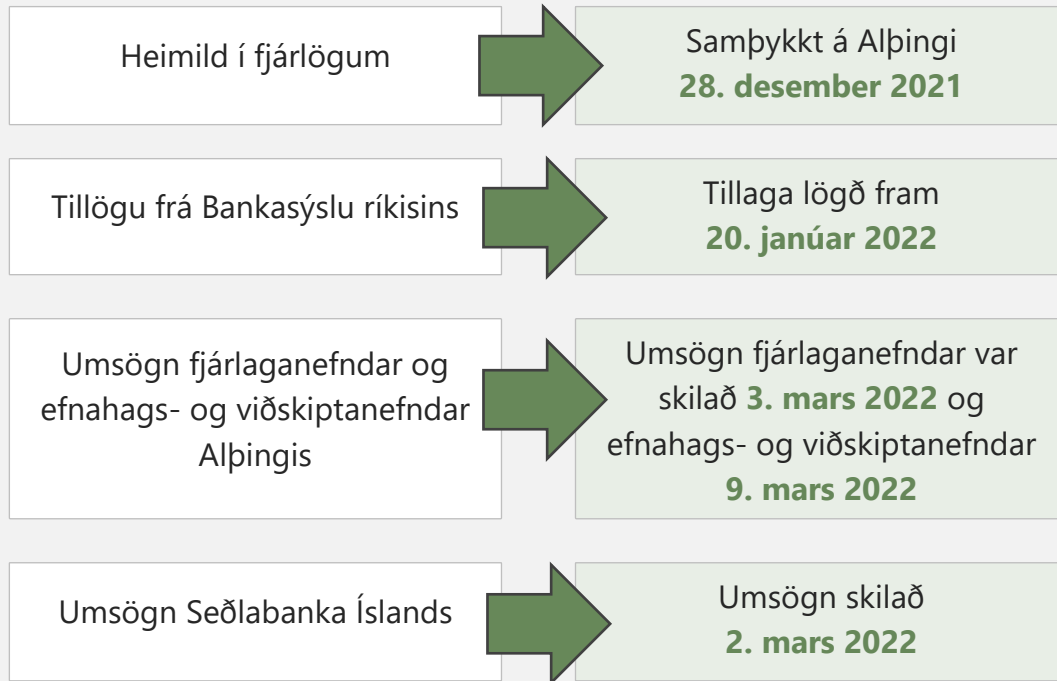 Heimild í fjárlögum
Samþykkt á Alþingi
28. desember 2021
Tillögu frá Bankasýslu ríkisins
Tillaga lögð fram
20. janúar 2022
Umsögn fjárlaganefndar og
efnahags- og viðskiptanefndar
Alþingis
Umsögn fjárlaganefndar var
skilað 3. mars 2022 og
efnahags- og viðskiptanefndar
9. mars 2022
Umsögn Seðlabanka Íslands
Umsögn skilað
2. mars 2022